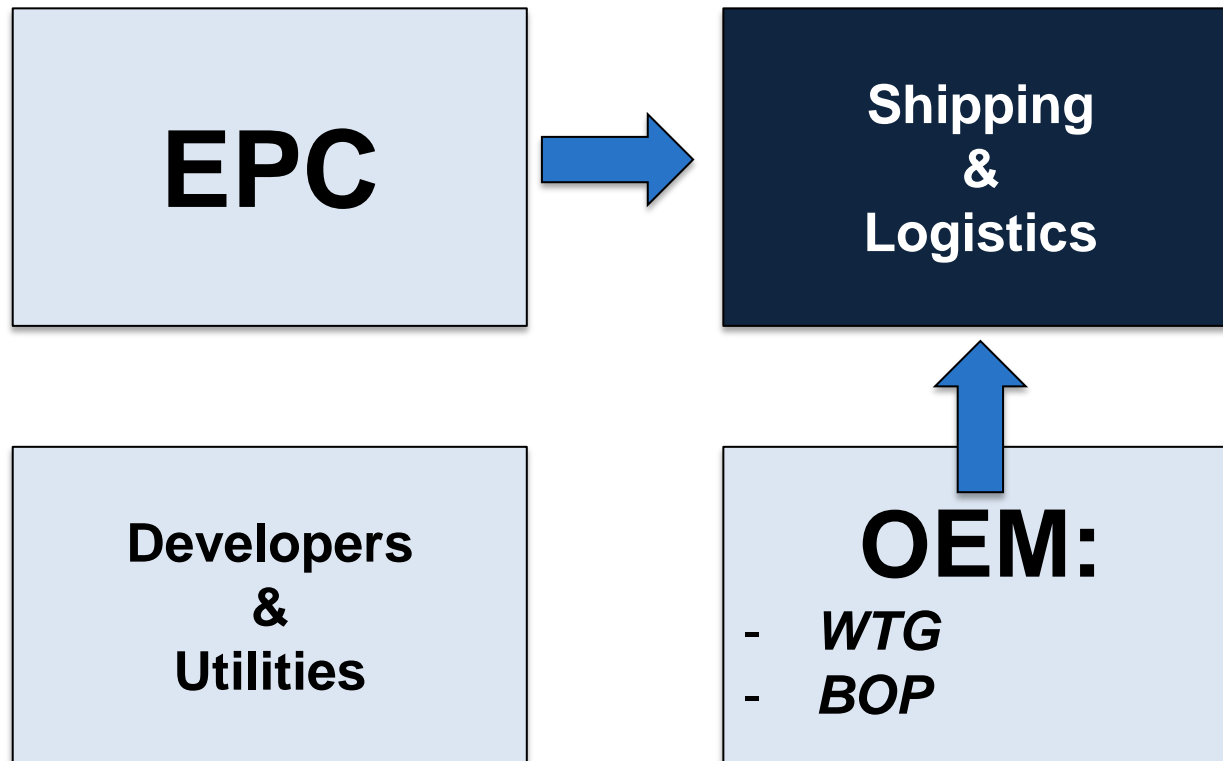 EPC
Shipping
&
Logistics
Developers
&
Utilities
OEM:
- WTG
- BOP